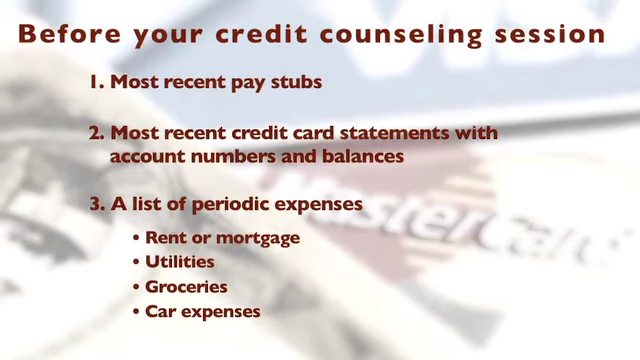 Before your credit counseling session
1. Most recent pay stubs
2. Most recent credit card statements with
account numbers and balances
3. A list of periodic expenses
• Rent or mortgage
• Utilities
• Groceries
• Car expenses
MasterCard